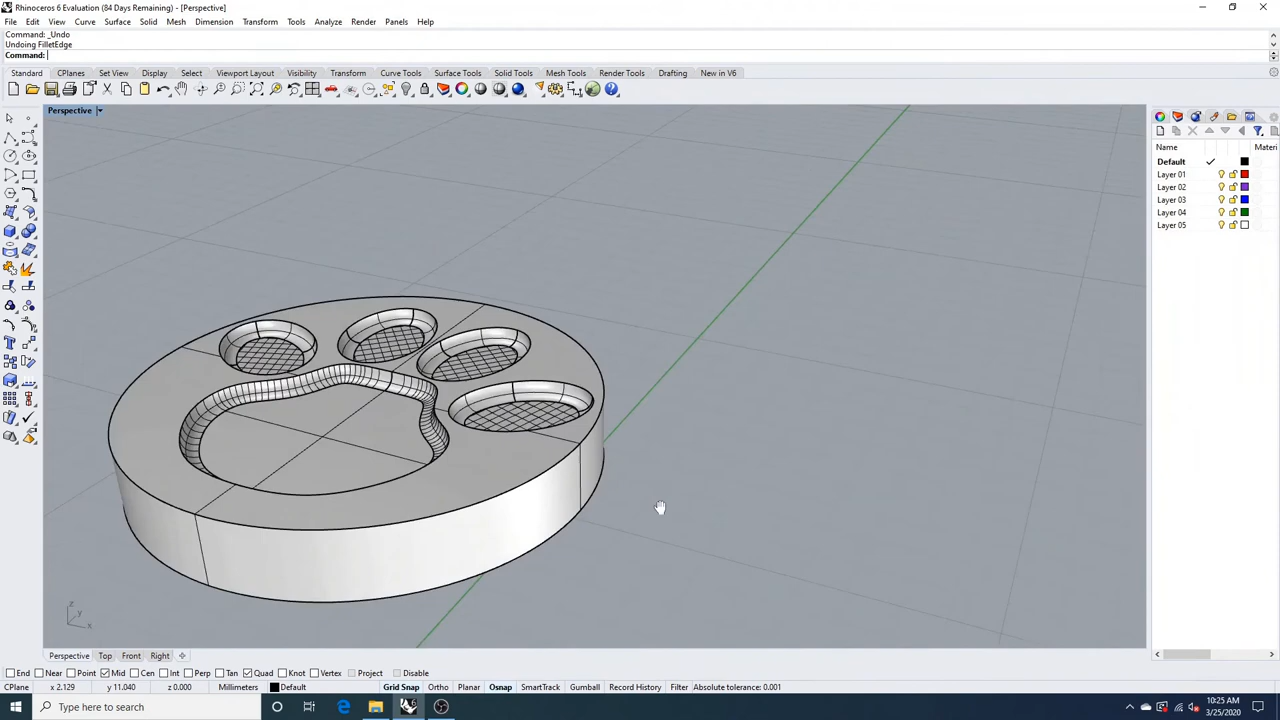 Rhinoceros 6 Evaluation (84 Days Remaining) - [Perspective]
File Edit View Curve Surface Solid Mesh Dimension Transform Tools Analyze Render Panels Help
Command: _Undo
Undoing FilletEdge
Command:
Standard CPlanes Set View Display Select Viewport Layout Visibility Transform Curve Tools Surface Tools Solid Tools Mesh Tools Render Tools Drafting New in V6
Perspective
Name Materi
Default
Layer 01
Layer 02
Layer 03
Layer 04
Layer 05
z
y
x
Perspective Top Front Right
End Near Point Mid Cen Int Perp Tan Quad Knot Vertex Project Disable
CPlane x 2.129 y 11.040 z 0.000 Millimeters Default Grid Snap Ortho Planar Osnap SmartTrack Gumball Record History Filter Absolute tolerance: 0.001
Type here to search
10:25 AM
3/25/2020